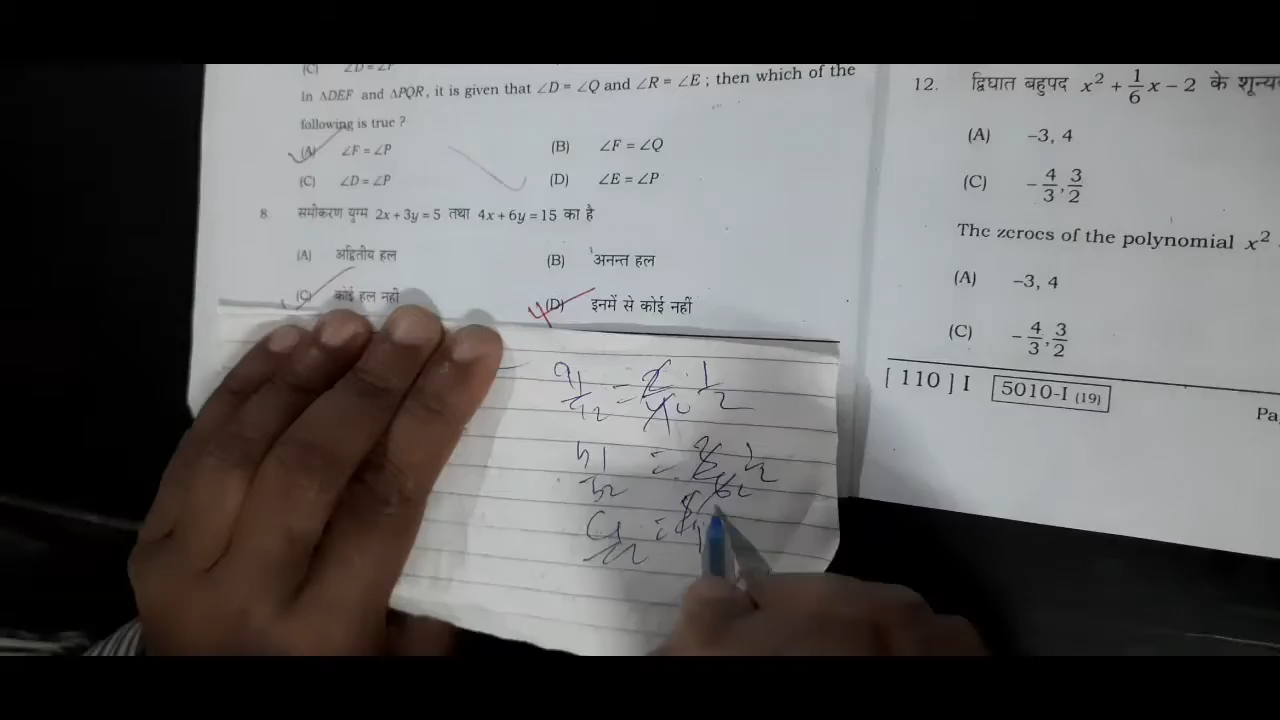 (C) ∠D = ∠P
In ΔDEF and ΔPQR, it is given that ∠D = ∠Q and ∠R = ∠E ; then which of the
following is true ?
(A) ∠F = ∠P (B) ∠F = ∠Q
(C) ∠D = ∠P (D) ∠E = ∠P
8. समीकरण युग्म 2x + 3y = 5 तथा 4x + 6y = 15 का है
(A) अद्वितीय हल (B) अनन्त हल
(C) कोई हल नहीं (D) इनमें से कोई नहीं
a1/a2 = 2/4 1/2
b1/b2 = 3/6 1/2
c1/c2 =
12. द्विघात बहुपद x² + 1/6 x – 2 के
(A) –3, 4
(C) – 4/3, 3/2
The zeroes of the polynomial x²
(A) –3, 4
(C) – 4/3, 3/2
[ 110 ] I 5010-I (19)